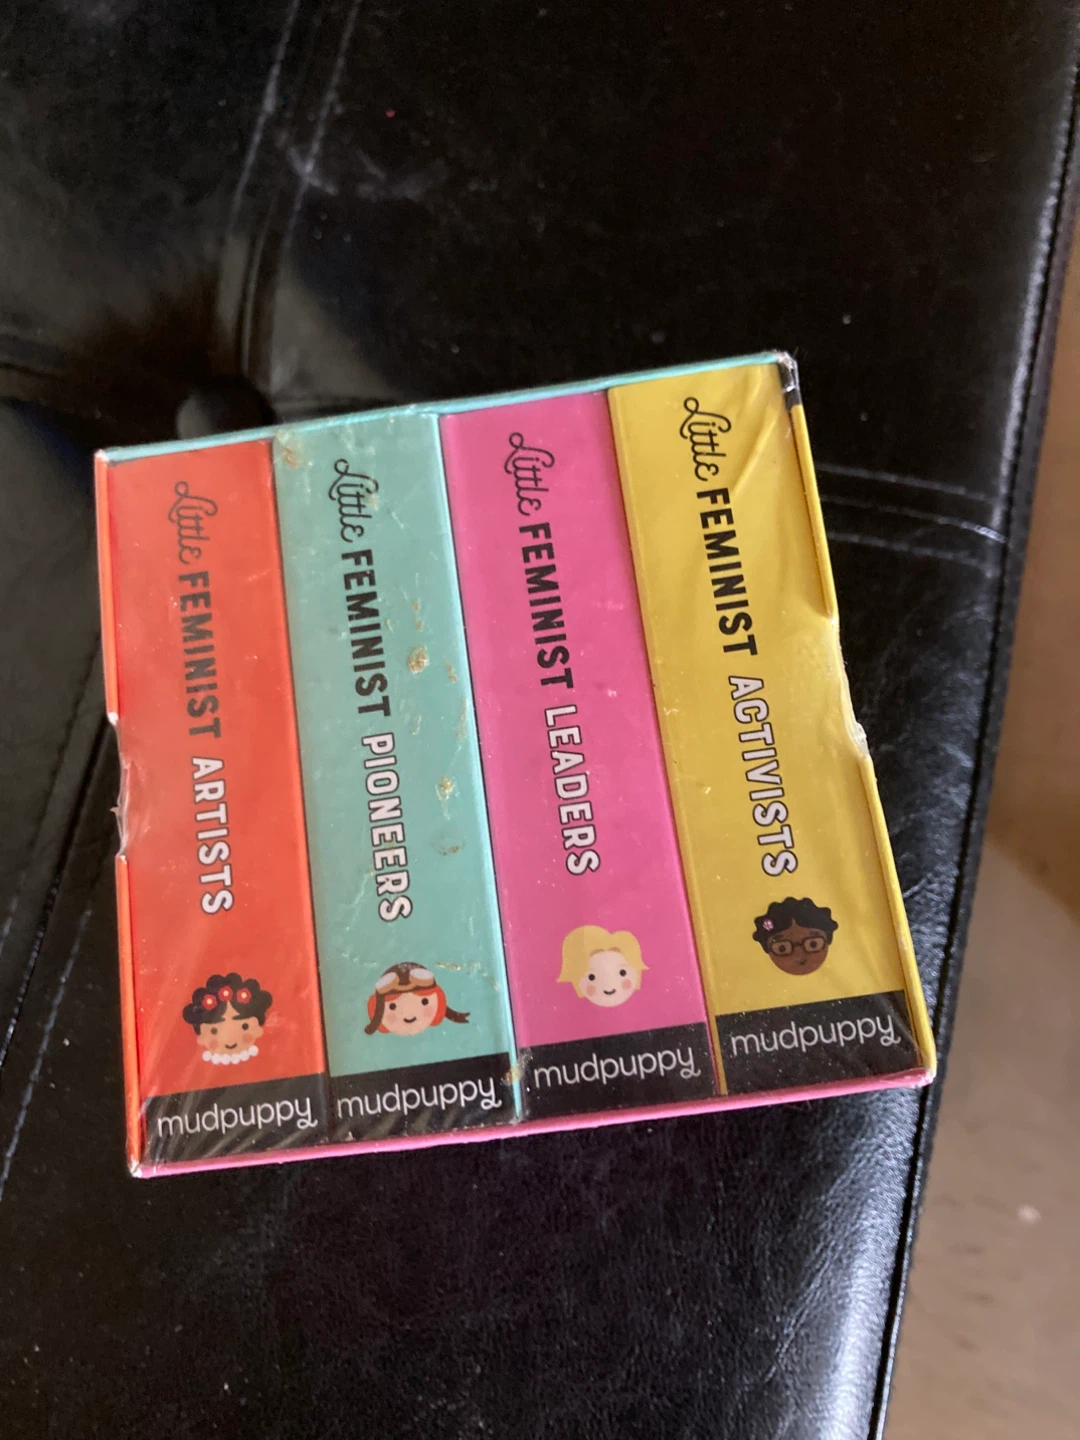 Little FEMINIST ARTISTS
mudpuppy
Little FEMINIST PIONEERS
mudpuppy
Little FEMINIST LEADERS
mudpuppy
Little FEMINIST ACTIVISTS
mudpuppy